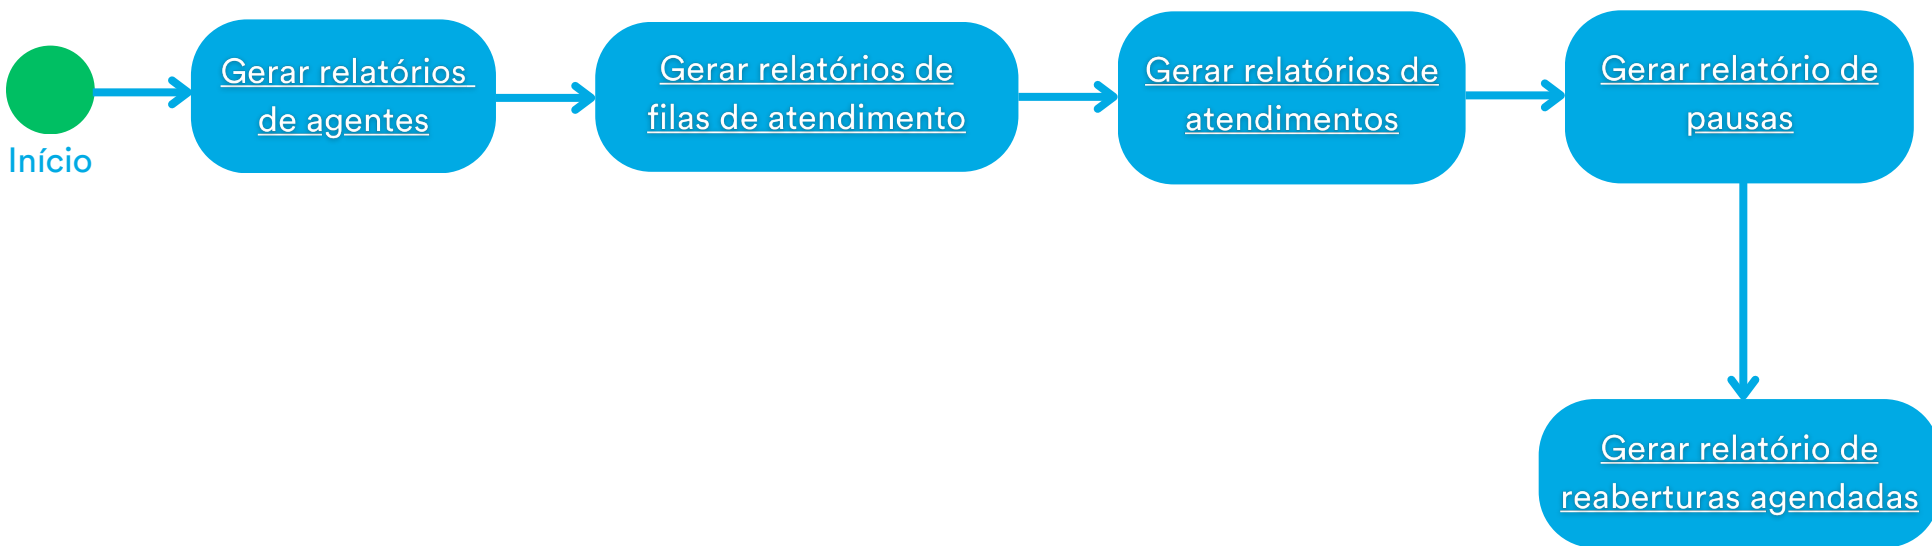 Início
Gerar relatórios
de agentes
Gerar relatórios de
filas de atendimento
Gerar relatórios de
atendimentos
Gerar relatório de
pausas
Gerar relatório de
reaberturas agendadas